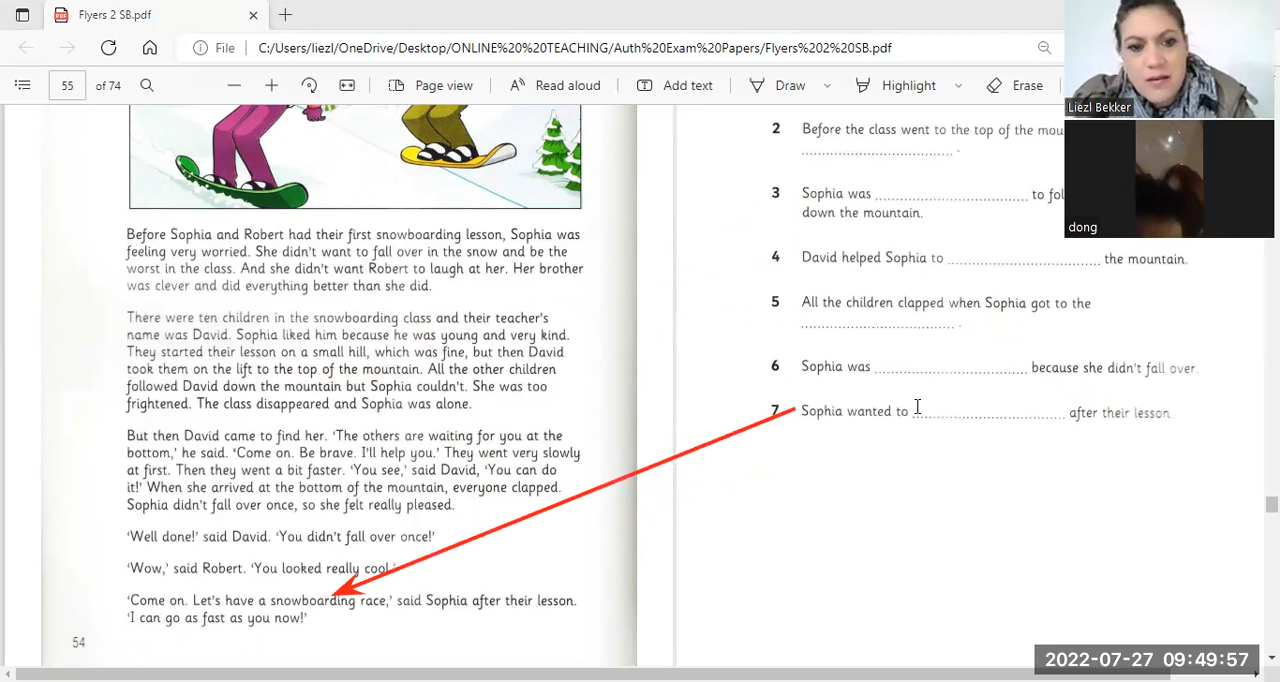 Flyers 2 SB.pdf
File C:/Users/liezl/OneDrive/Desktop/ONLINE%20%20TEACHING/Auth%20Exam%20Papers/Flyers%202%20SB.pdf
55 of 74 Page view Read aloud Add text Draw Highlight Erase
Liezl Bekker
dong
Before Sophia and Robert had their first snowboarding lesson, Sophia was
feeling very worried. She didn't want to fall over in the snow and be the
worst in the class. And she didn't want Robert to laugh at her. Her brother
was clever and did everything better than she did.
There were ten children in the snowboarding class and their teacher's
name was David. Sophia liked him because he was young and very kind.
They started their lesson on a small hill, which was fine, but then David
took them on the lift to the top of the mountain. All the other children
followed David down the mountain but Sophia couldn't. She was too
frightened. The class disappeared and Sophia was alone.
But then David came to find her. 'The others are waiting for you at the
bottom,' he said. 'Come on. Be brave. I'll help you.' They went very slowly
at first. Then they went a bit faster. 'You see,' said David, 'You can do
it!' When she arrived at the bottom of the mountain, everyone clapped.
Sophia didn't fall over once, so she felt really pleased.
'Well done!' said David. 'You didn't fall over once!'
'Wow,' said Robert. 'You looked really cool.'
'Come on. Let's have a snowboarding race,' said Sophia after their lesson.
'I can go as fast as you now!'
54
2 Before the class went to the top of the mou
.................................... .
3 Sophia was .................................... to fol
down the mountain.
4 David helped Sophia to .................................... the mountain.
5 All the children clapped when Sophia got to the
.................................... .
6 Sophia was .................................... because she didn't fall over.
7 Sophia wanted to .................................... after their lesson.
2022-07-27 09:49:57